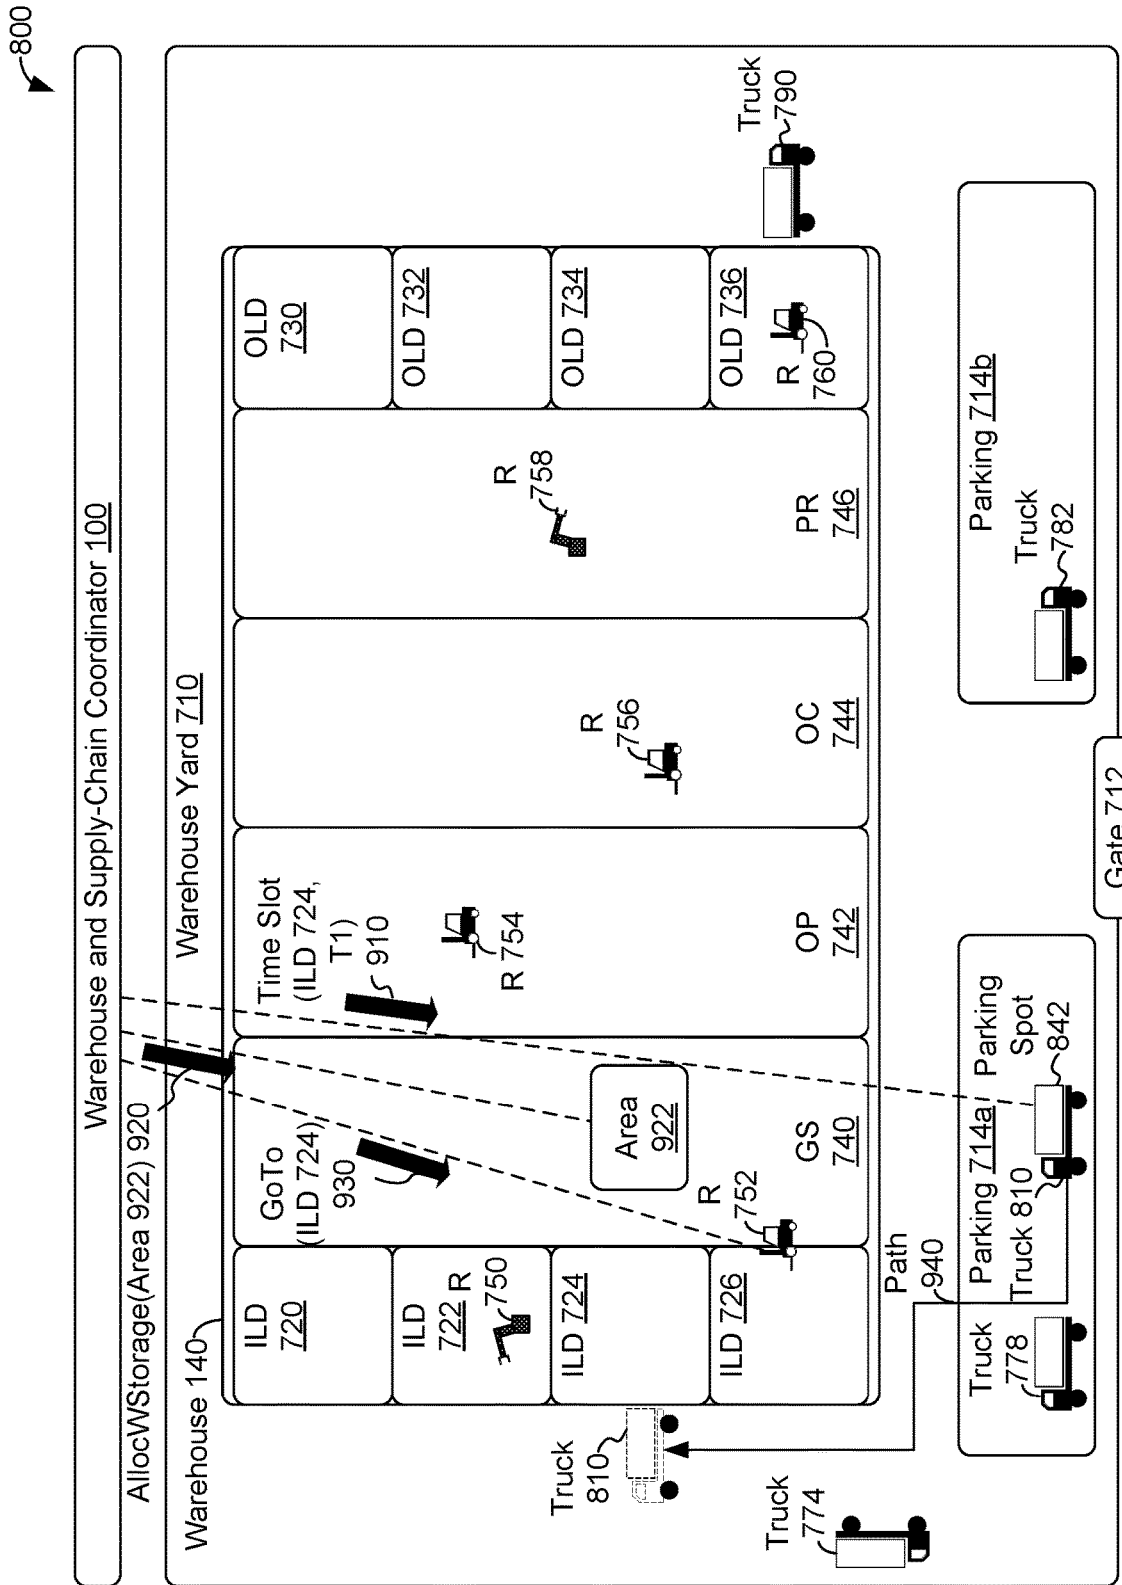 800
Warehouse and Supply-Chain Coordinator 100
AllocWStorage(Area 922) 920
Warehouse Yard 710
Warehouse 140
ILD
720
ILD
722
R
750
ILD 724
ILD 726
GoTo
(ILD 724)
930
Area
922
R
752
GS
740
Time Slot
(ILD 724,
T1)
910
R 754
OP
742
R
756
OC
744
R
758
PR
746
OLD
730
OLD 732
OLD 734
OLD 736
R
760
Truck
790
Truck
810
Truck
774
Path
940
Parking 714a
Truck
778
Truck 810
Parking
Spot
842
Gate 712
Parking 714b
Truck
782